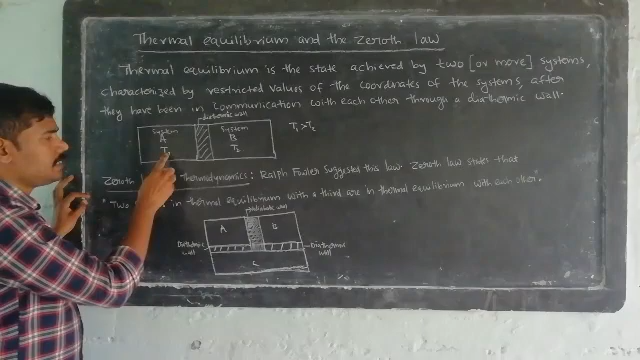 Thermal equilibrium and the zeroth law
Thermal equilibrium is the state achieved by two [or more] systems,
characterized by restricted values of the coordinates of the systems, after
they have been in communication with each other through a diathermic wall.
diathermic wall
System System
A B
T T₂
T₁>T₂
Zeroth Thermodynamics: Ralph Fowler suggested this law. Zeroth law states that
"Two in thermal equilibrium with a third are in thermal equilibrium with each other".
Adiabatic wall
A B
Diathermic wall Diathermic wall
C